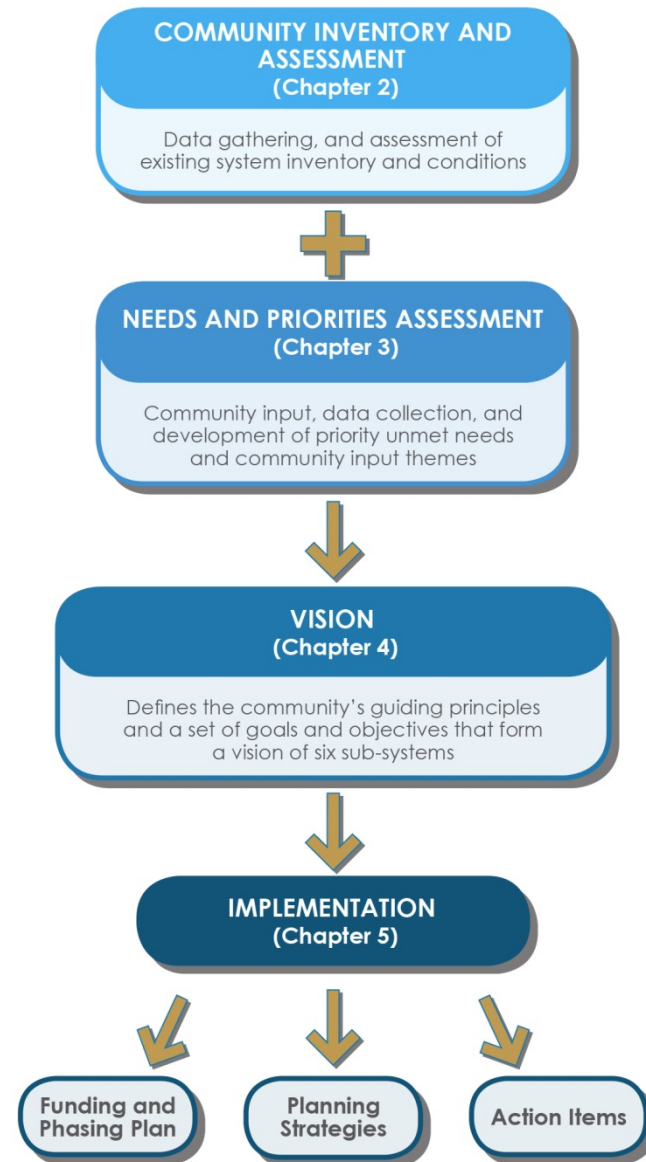 COMMUNITY INVENTORY AND
ASSESSMENT
(Chapter 2)
Data gathering, and assessment of
existing system inventory and conditions
NEEDS AND PRIORITIES ASSESSMENT
(Chapter 3)
Community input, data collection, and
development of priority unmet needs
and community input themes
VISION
(Chapter 4)
Defines the community’s guiding principles
and a set of goals and objectives that form
a vision of six sub-systems
IMPLEMENTATION
(Chapter 5)
Funding and
Phasing Plan
Planning
Strategies
Action Items